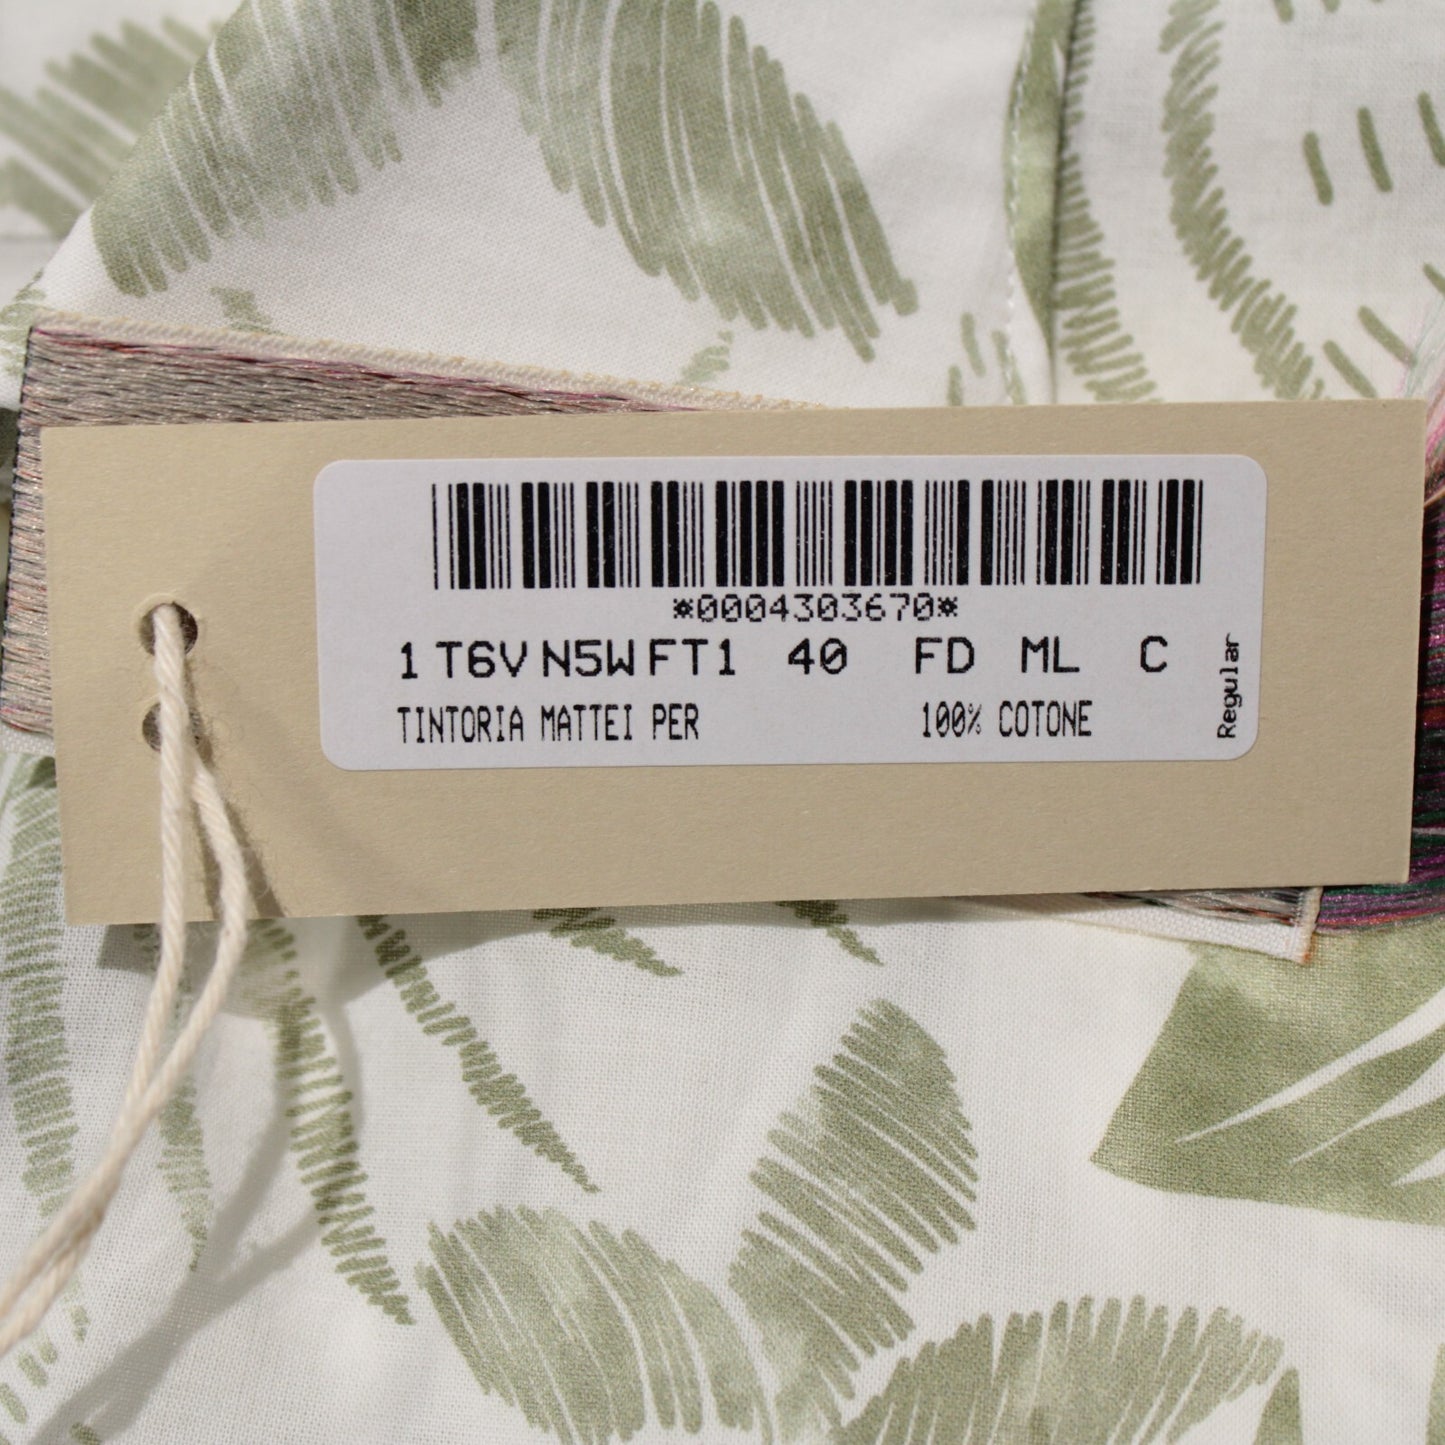 *0004303670*
1 T6V N5W FT1 40 FD ML C
TINTORIA MATTEI PER 100% COTONE
Regular